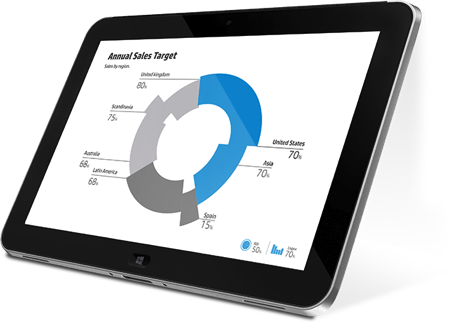 Annual Sales Target
Sales by region
United Kingdom
80%
Scandinavia
75%
Australia
68%
Latin America
68%
United States
70%
Asia
70%
Spain
15%
50%
70%